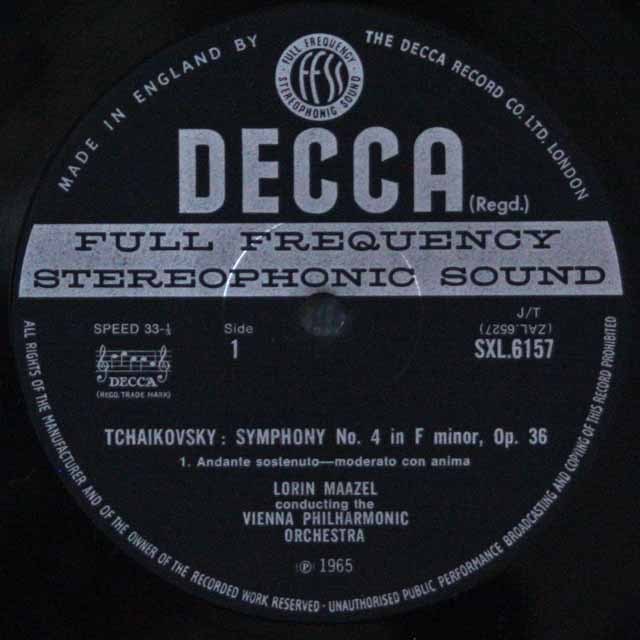 MADE IN ENGLAND BY THE DECCA RECORD CO. LTD. LONDON
FULL FREQUENCY
FFSS
STEREOPHONIC SOUND
DECCA (Regd.)
FULL FREQUENCY
STEREOPHONIC SOUND
SPEED 33-⅓
Side
1
J/T
(ZAL.6627)
SXL.6157
DECCA
(REGD. TRADE MARK)
TCHAIKOVSKY: SYMPHONY No. 4 in F minor, Op. 36
1. Andante sostenuto—moderato con anima
LORIN MAAZEL
conducting the
VIENNA PHILHARMONIC
ORCHESTRA
℗ 1965
ALL RIGHTS OF THE MANUFACTURER AND OF THE OWNER OF THE RECORDED WORK RESERVED · UNAUTHORISED PUBLIC PERFORMANCE BROADCASTING AND COPYING OF THIS RECORD PROHIBITED